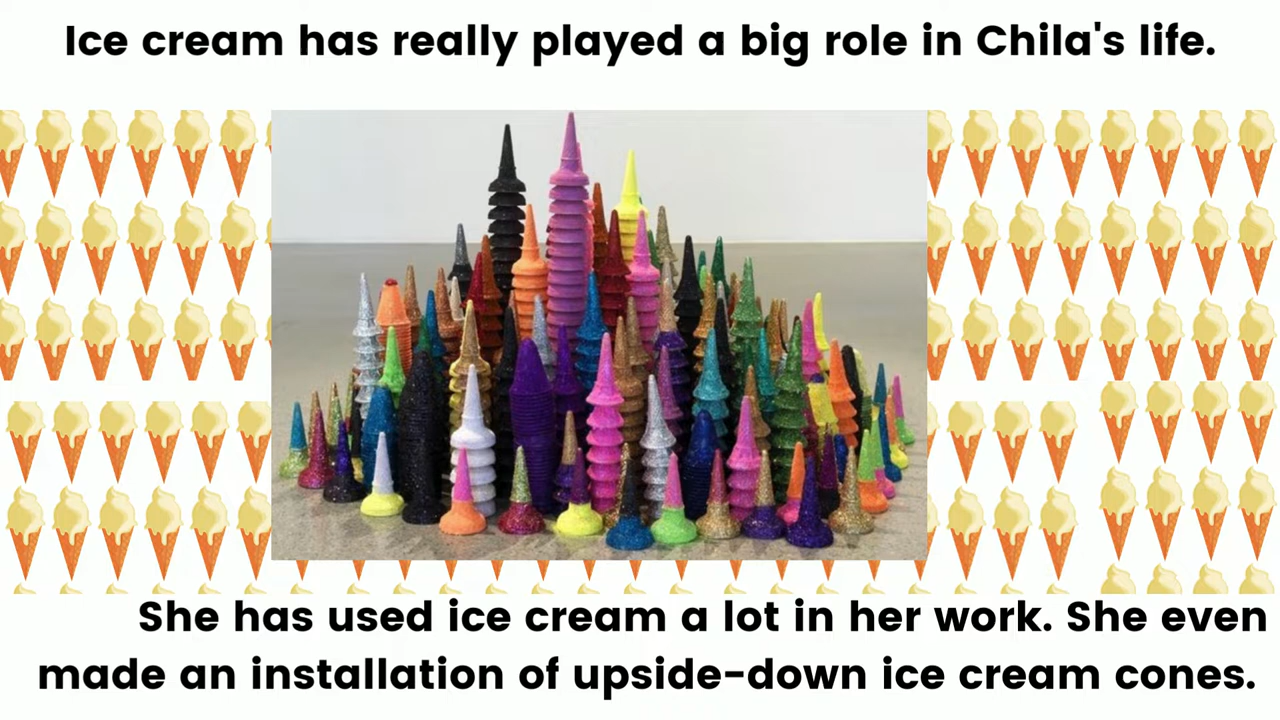 Ice cream has really played a big role in Chila's life.
She has used ice cream a lot in her work. She even
made an installation of upside-down ice cream cones.